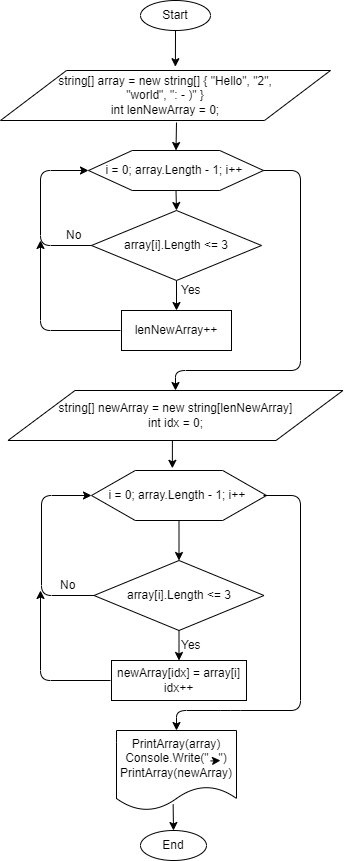 Start
string[] array = new string[] { "Hello", "2",
"world", ": - )" }
int lenNewArray = 0;
i = 0; array.Length - 1; i++
No
array[i].Length <= 3
Yes
lenNewArray++
string[] newArray = new string[lenNewArray]
int idx = 0;
i = 0; array.Length - 1; i++
No
array[i].Length <= 3
Yes
newArray[idx] = array[i]
idx++
PrintArray(array)
Console.Write("➤")
PrintArray(newArray)
End